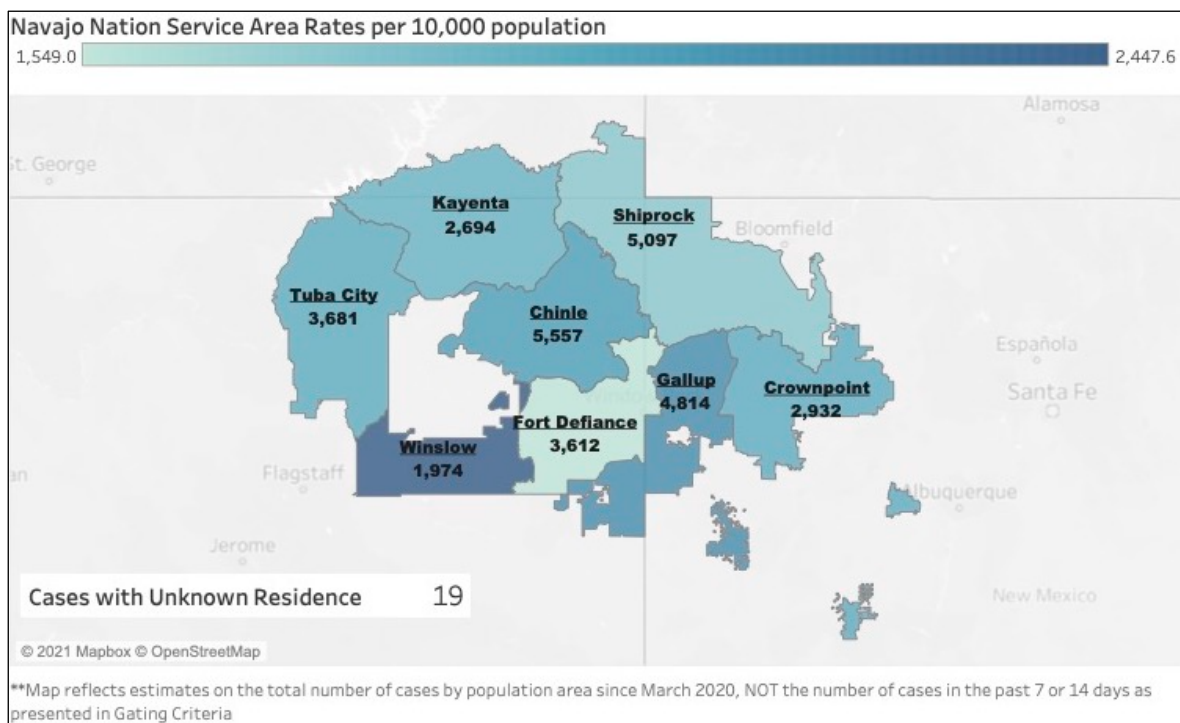 Navajo Nation Service Area Rates per 10,000 population
1,549.0
2,447.6
Alamosa
St. George
Kayenta
2,694
Shiprock
5,097
Bloomfield
Tuba City
3,681
Chinle
5,557
Española
Gallup
4,814
Crownpoint
2,932
Santa Fe
Fort Defiance
3,612
Winslow
1,974
Flagstaff
Albuquerque
Jerome
Cases with Unknown Residence 19
New Mexico
© 2021 Mapbox © OpenStreetMap
**Map reflects estimates on the total number of cases by population area since March 2020, NOT the number of cases in the past 7 or 14 days as
presented in Gating Criteria